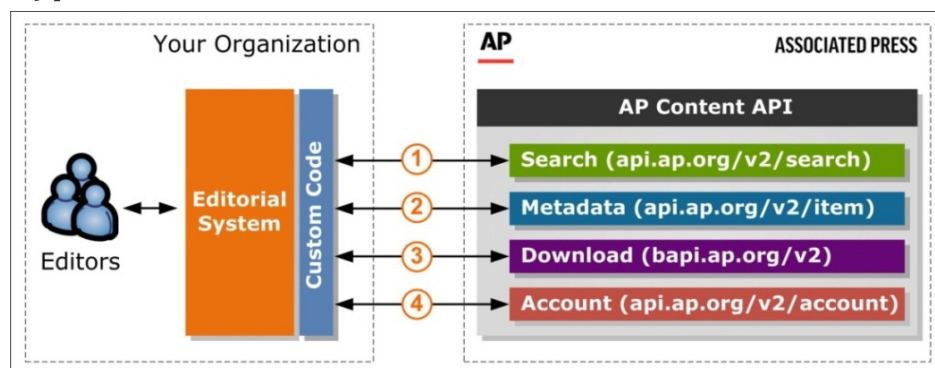 Your Organization
AP
ASSOCIATED PRESS
AP Content API
Editors
Editorial
System
Custom Code
1
Search (api.ap.org/v2/search)
2
Metadata (api.ap.org/v2/item)
3
Download (bapi.ap.org/v2)
4
Account (api.ap.org/v2/account)